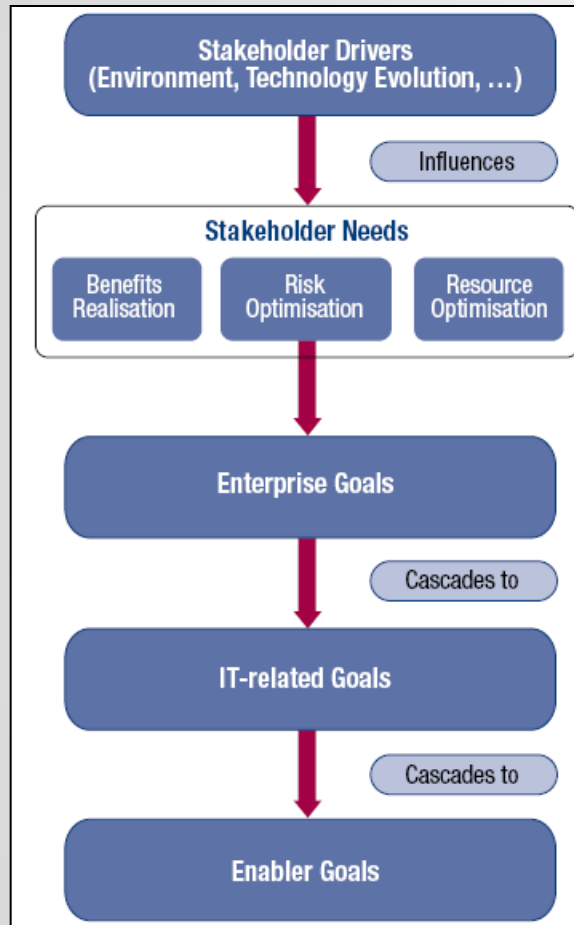 Stakeholder Drivers
(Environment, Technology Evolution, …)
Influences
Stakeholder Needs
Benefits
Realisation
Risk
Optimisation
Resource
Optimisation
Enterprise Goals
Cascades to
IT-related Goals
Cascades to
Enabler Goals